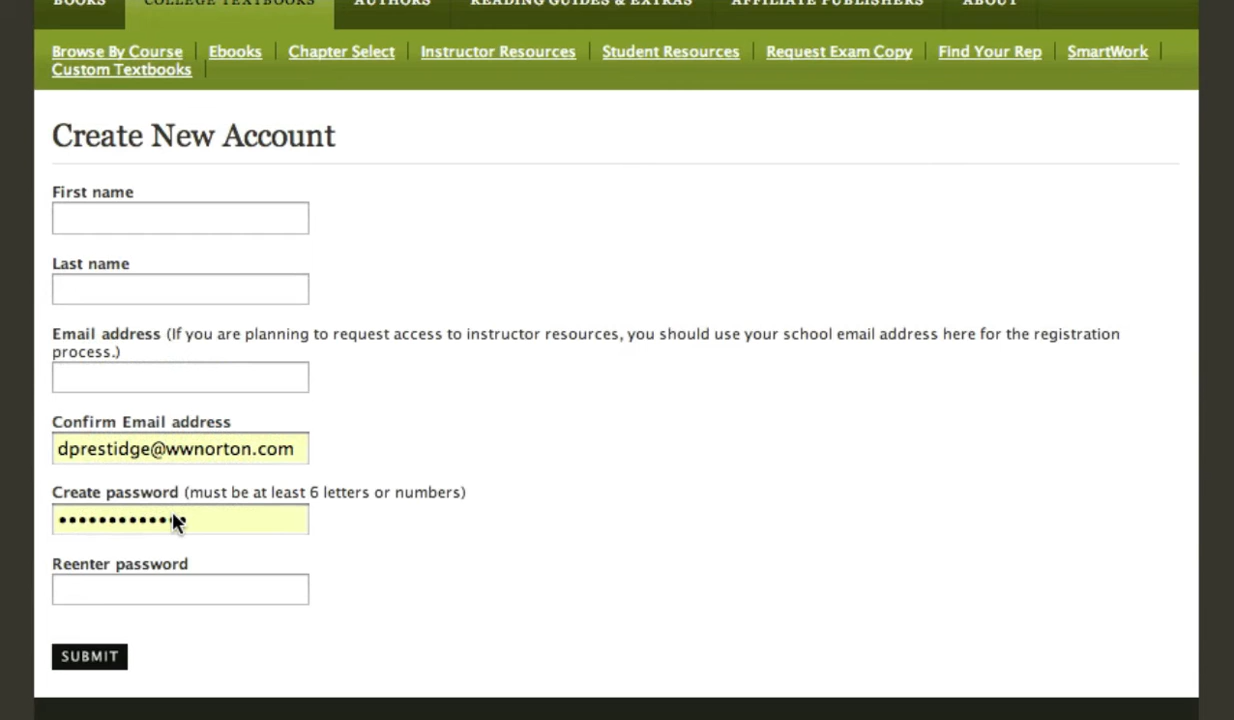 BOOKS COLLEGE TEXTBOOKS AUTHORS READING GUIDES & EXTRAS AFFILIATE PUBLISHERS ABOUT
Browse By Course Ebooks Chapter Select Instructor Resources Student Resources Request Exam Copy Find Your Rep SmartWork
Custom Textbooks
Create New Account
First name
Last name
Email address (If you are planning to request access to instructor resources, you should use your school email address here for the registration
process.)
Confirm Email address
dprestidge@wwnorton.com
Create password (must be at least 6 letters or numbers)
Reenter password
SUBMIT